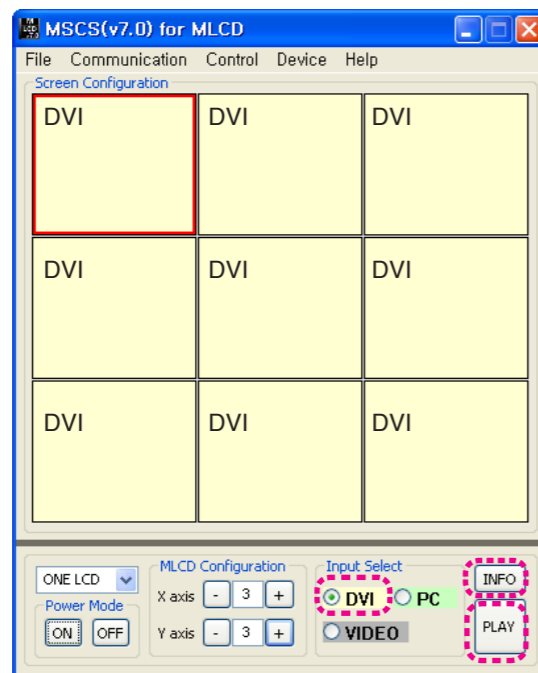 MSCS(v7.0) for MLCD
File Communication Control Device Help
Screen Configuration
DVI DVI DVI
DVI DVI DVI
DVI DVI DVI
ONE LCD
Power Mode
ON OFF
MLCD Configuration
X axis - 3 +
Y axis - 3 +
Input Select
DVI PC
VIDEO
INFO
PLAY